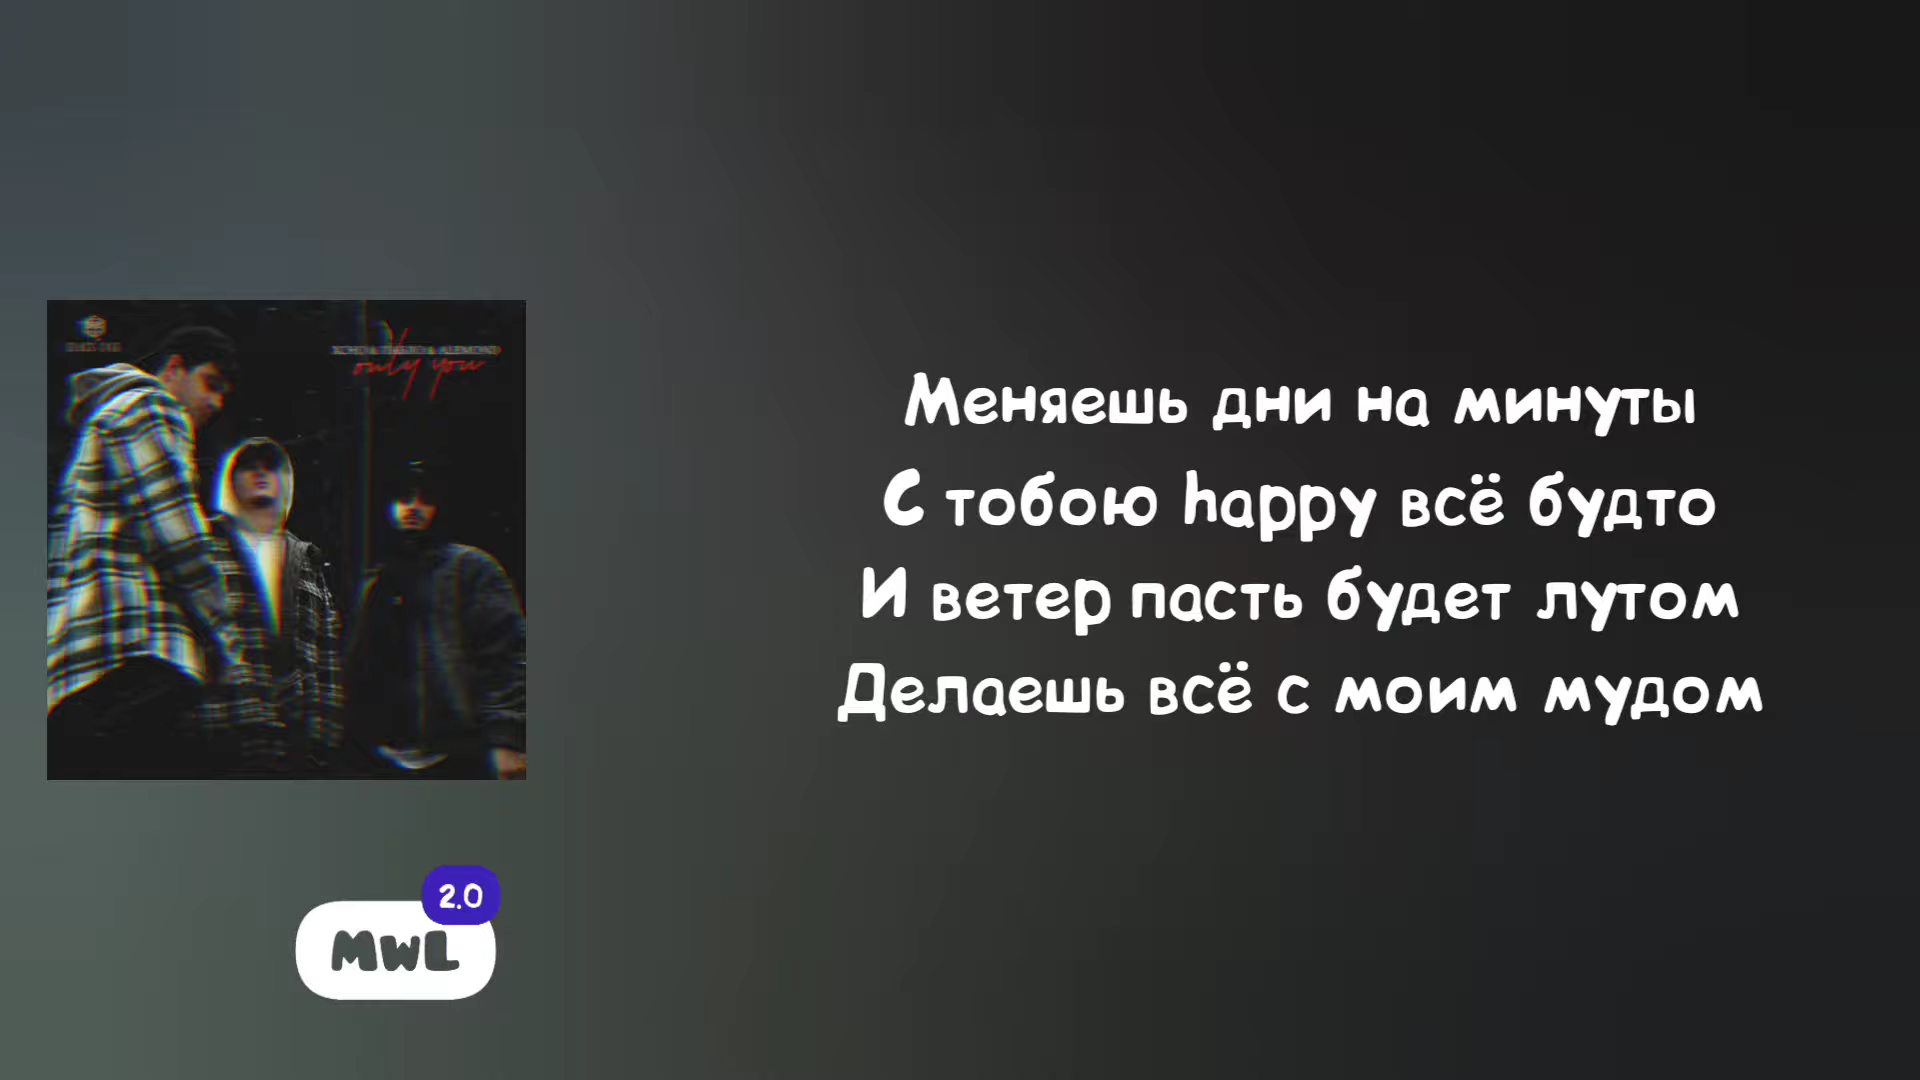 only you
Меняешь дни на минуты
С тобою happy всё будто
И ветер пасть будет лутом
Делаешь всё с моим мудом
2.0
MWL